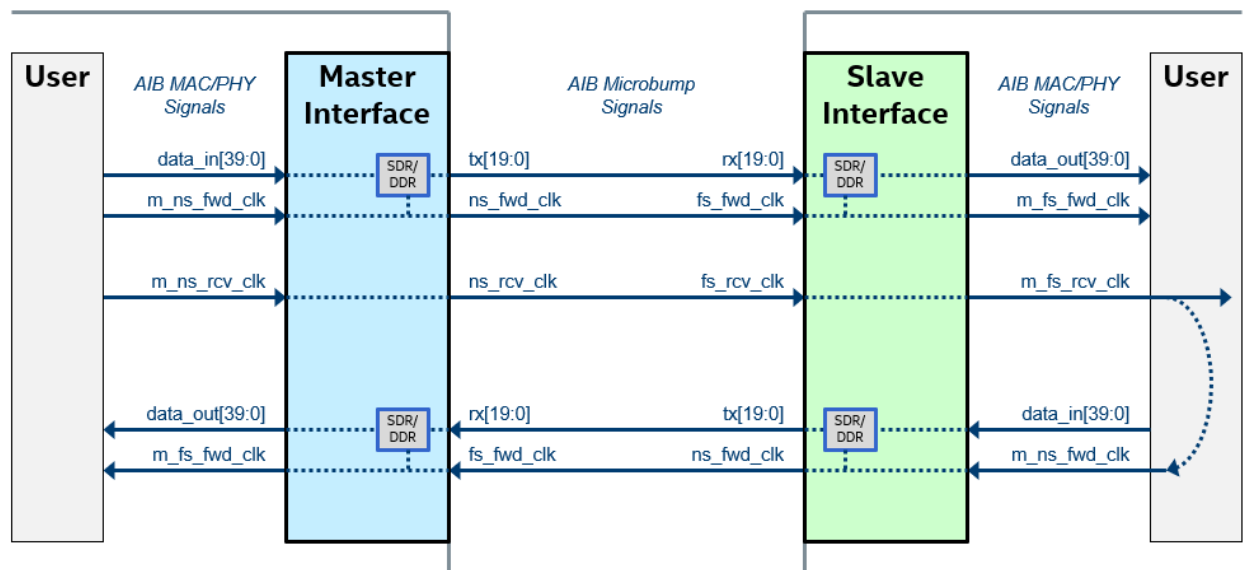 User
AIB MAC/PHY
Signals
Master
Interface
AIB Microbump
Signals
Slave
Interface
AIB MAC/PHY
Signals
User
data_in[39:0]
SDR/
DDR
tx[19:0]
rx[19:0]
SDR/
DDR
data_out[39:0]
m_ns_fwd_clk
ns_fwd_clk
fs_fwd_clk
m_fs_fwd_clk
m_ns_rcv_clk
ns_rcv_clk
fs_rcv_clk
m_fs_rcv_clk
data_out[39:0]
SDR/
DDR
rx[19:0]
tx[19:0]
SDR/
DDR
data_in[39:0]
m_fs_fwd_clk
fs_fwd_clk
ns_fwd_clk
m_ns_fwd_clk